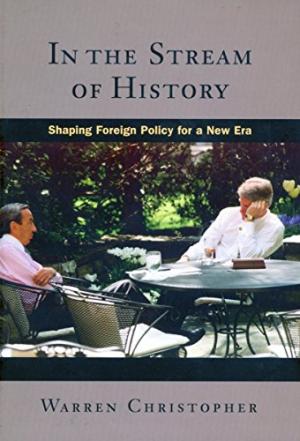 IN THE STREAM
OF HISTORY
Shaping Foreign Policy for a New Era
WARREN CHRISTOPHER